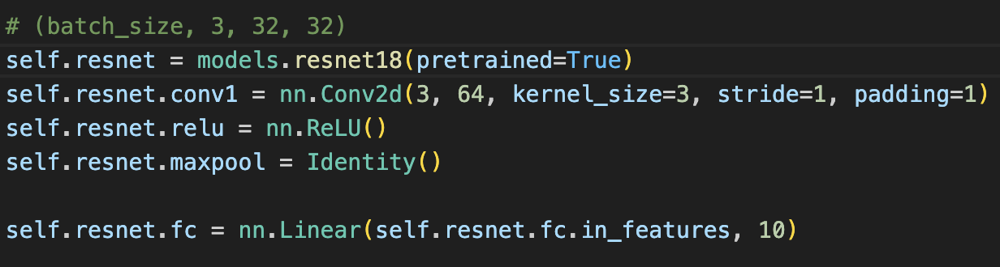 # (batch_size, 3, 32, 32)
self.resnet = models.resnet18(pretrained=True)
self.resnet.conv1 = nn.Conv2d(3, 64, kernel_size=3, stride=1, padding=1)
self.resnet.relu = nn.ReLU()
self.resnet.maxpool = Identity()
self.resnet.fc = nn.Linear(self.resnet.fc.in_features, 10)